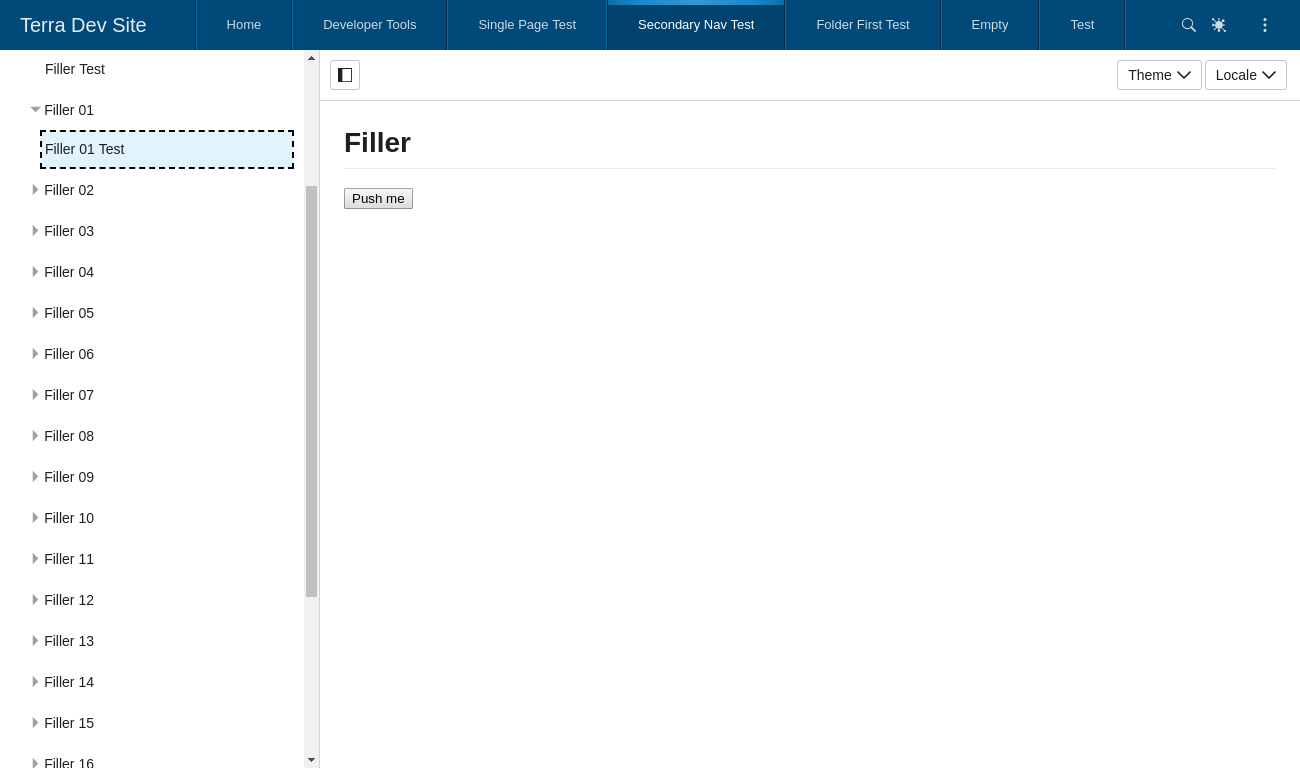 Terra Dev Site
Home
Developer Tools
Single Page Test
Secondary Nav Test
Folder First Test
Empty
Test
Filler Test
Filler 01
Filler 01 Test
Filler 02
Filler 03
Filler 04
Filler 05
Filler 06
Filler 07
Filler 08
Filler 09
Filler 10
Filler 11
Filler 12
Filler 13
Filler 14
Filler 15
Filler 16
Theme
Locale
Filler
Push me